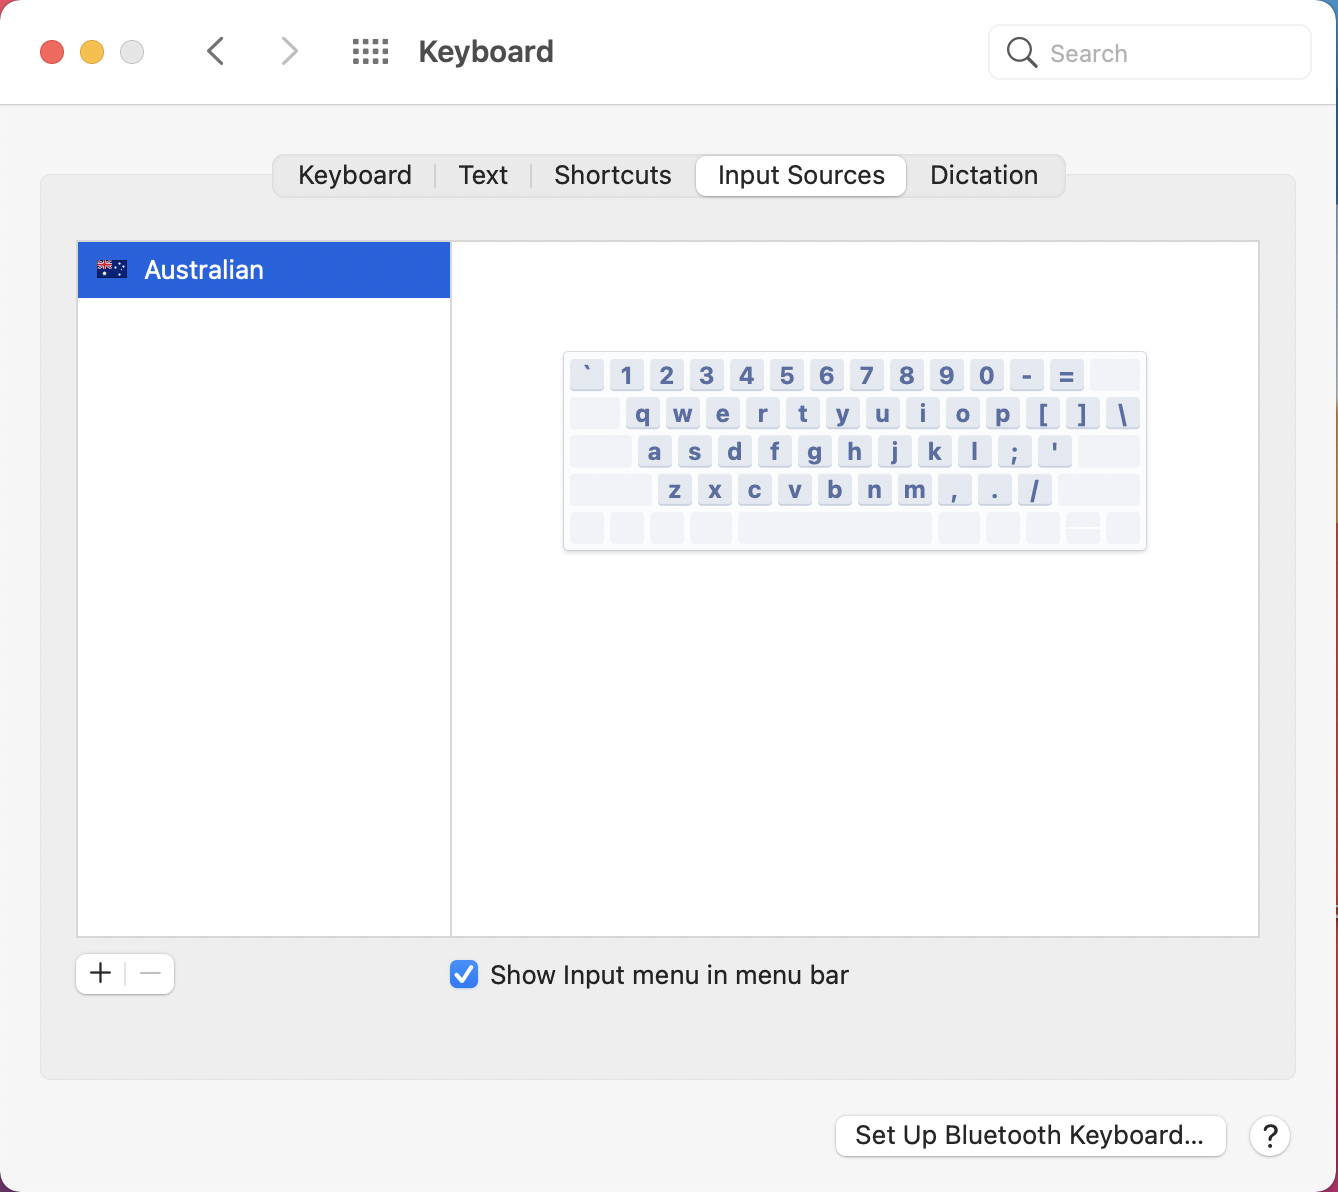 Keyboard
Search
Keyboard Text Shortcuts Input Sources Dictation
Australian
` 1 2 3 4 5 6 7 8 9 0 - =
q w e r t y u i o p [ ] \
a s d f g h j k l ; '
z x c v b n m , . /
+ −
Show Input menu in menu bar
Set Up Bluetooth Keyboard... ?